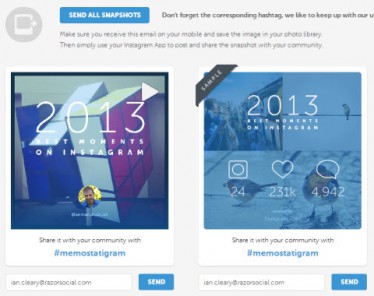 SEND ALL SNAPSHOTS
Don't forget the corresponding hashtag, we like to keep up with our u
Make sure you receive this email on your mobile and save the image in your photo library.
Then simply use your Instagram App to post and share the snapshot with your community.
2013
BEST MOMENTS
ON INSTAGRAM
Share it with your community with
#memostatigram
ian.cleary@razorsocial.com
SEND
SAMPLE
2013
BEST MOMENTS
ON INSTAGRAM
24
231k
4,942
Share it with your community with
#memostatigram
ian.cleary@razorsocial.com
SEND